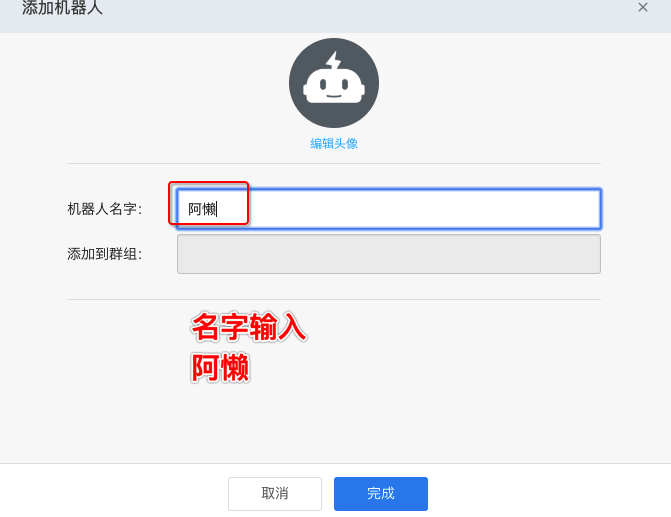 添加机器人
编辑头像
机器人名字：
阿懒
添加到群组：
名字输入
阿懒
取消
完成